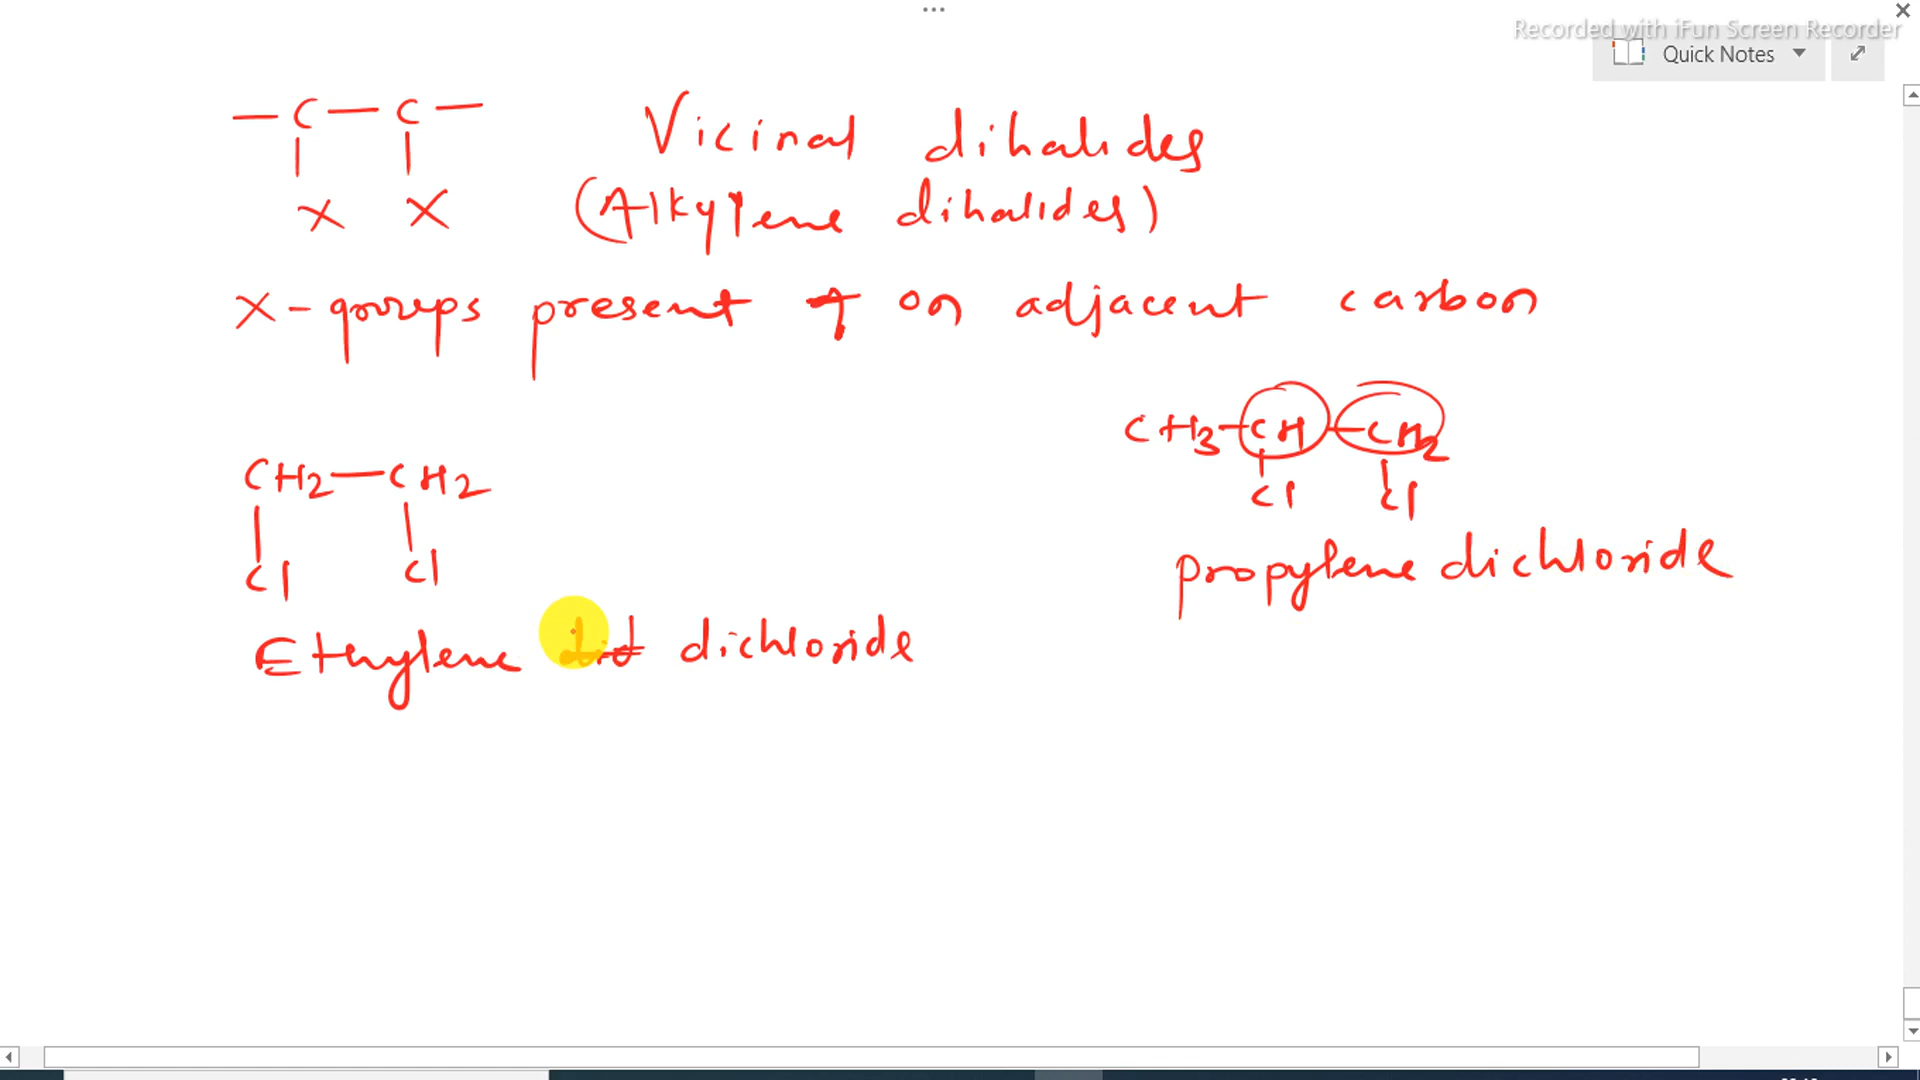 Recorded with iFun Screen Recorder
Quick Notes
— C — C — Vicinal dihalides
X X (Alkylene dihalides)
X - groups present on adjacent carbon
CH3-CH-CH2
Cl Cl
CH2—CH2
Cl Cl
propylene dichloride
Ethylene dichloride